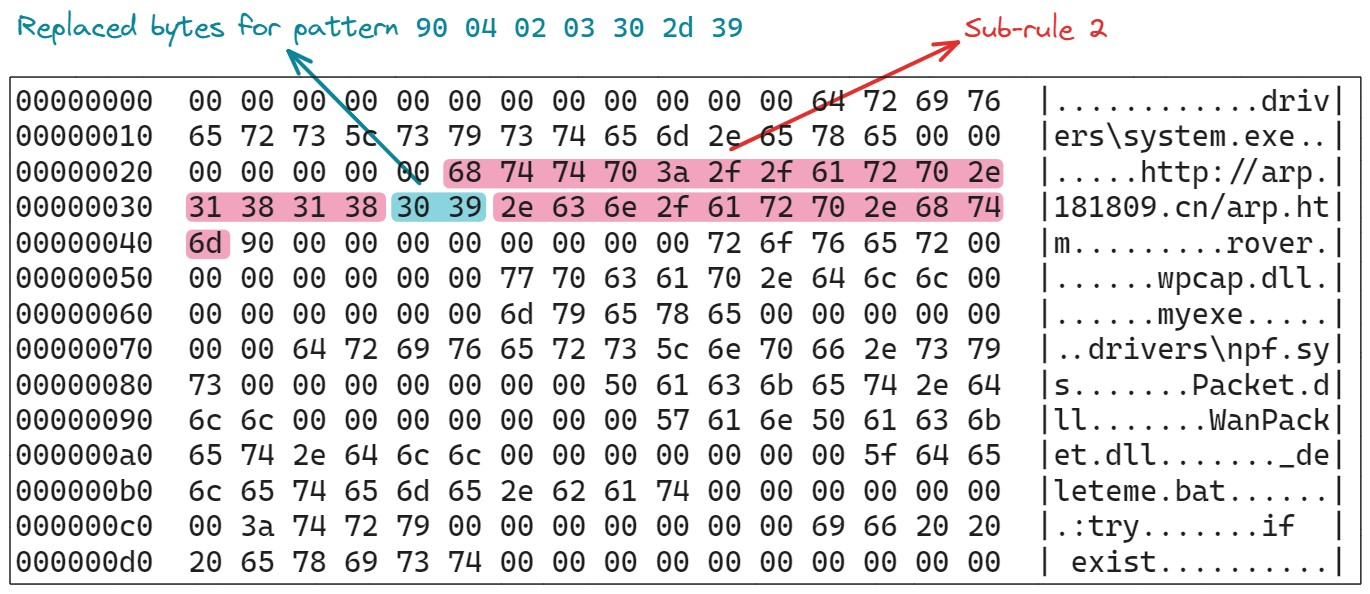 Replaced bytes for pattern 90 04 02 03 30 2d 39
Sub-rule 2
00000000 00 00 00 00 00 00 00 00 00 00 00 00 64 72 69 76 |............driv|
00000010 65 72 73 5c 73 79 73 74 65 6d 2e 65 78 65 00 00 |ers\system.exe..|
00000020 00 00 00 00 00 68 74 74 70 3a 2f 2f 61 72 70 2e |.....http://arp.|
00000030 31 38 31 38 30 39 2e 63 6e 2f 61 72 70 2e 68 74 |181809.cn/arp.ht|
00000040 6d 90 00 00 00 00 00 00 00 00 72 6f 76 65 72 00 |m.........rover.|
00000050 00 00 00 00 00 00 77 70 63 61 70 2e 64 6c 6c 00 |......wpcap.dll.|
00000060 00 00 00 00 00 00 6d 79 65 78 65 00 00 00 00 00 |......myexe.....|
00000070 00 00 64 72 69 76 65 72 73 5c 6e 70 66 2e 73 79 |..drivers\npf.sy|
00000080 73 00 00 00 00 00 00 00 50 61 63 6b 65 74 2e 64 |s.......Packet.d|
00000090 6c 6c 00 00 00 00 00 00 00 57 61 6e 50 61 63 6b |ll.......WanPack|
000000a0 65 74 2e 64 6c 6c 00 00 00 00 00 00 00 5f 64 65 |et.dll......._de|
000000b0 6c 65 74 65 6d 65 2e 62 61 74 00 00 00 00 00 00 |leteme.bat......|
000000c0 00 3a 74 72 79 00 00 00 00 00 00 00 69 66 20 20 |.:try.......if  |
000000d0 20 65 78 69 73 74 00 00 00 00 00 00 00 00 00 00 | exist..........|